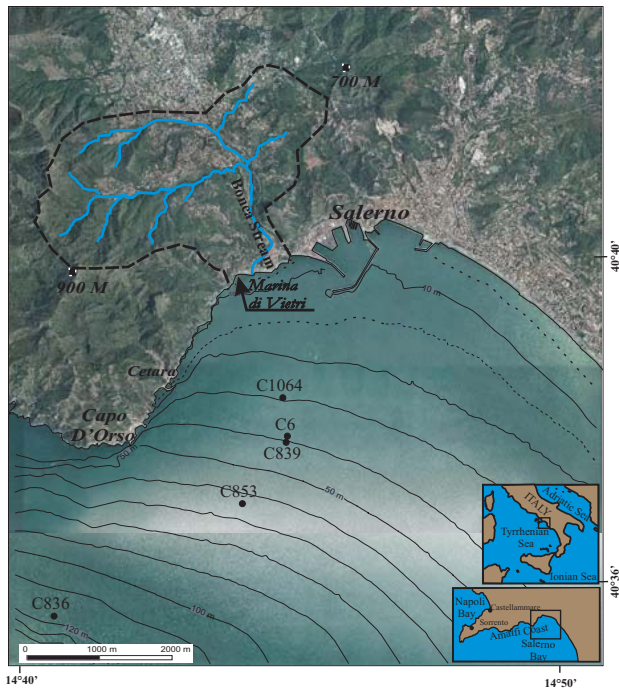 700 M
Bonea Stream
Salerno
40°40'
900 M
Marina
di Vietri
10 m
Cetara
C1064
Capo
D'Orso
C6
C839
50 m
50 m
C853
ITALY
Adriatic Sea
Tyrrhenian
Sea
Ionian Sea
40°36'
C836
Napoli
Bay
Castellammare
Sorrento
Amalfi Coast
Salerno
Bay
100 m
120 m
0 1000 m 2000 m
14°40' 14°50'